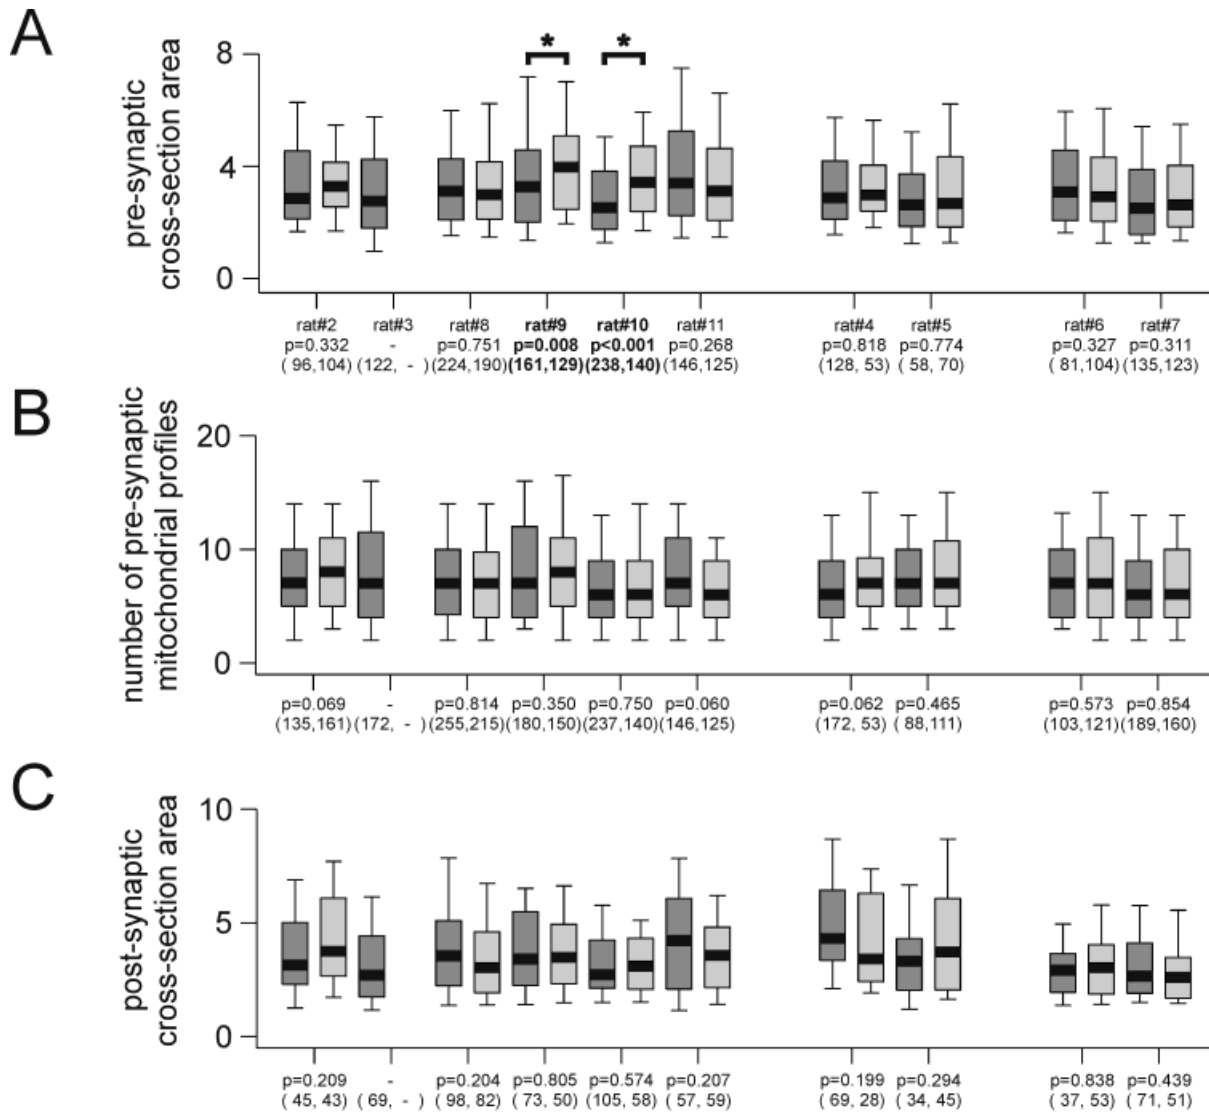 A
pre-synaptic
cross-section area
8
4
0
*
*
rat#2 rat#3 rat#8 rat#9 rat#10 rat#11 rat#4 rat#5 rat#6 rat#7
p=0.332 - p=0.751 p=0.008 p<0.001 p=0.268 p=0.818 p=0.774 p=0.327 p=0.311
( 96,104) (122, - ) (224,190) (161,129) (238,140) (146,125) (128, 53) ( 58, 70) ( 81,104) (135,123)
B
number of pre-synaptic
mitochondrial profiles
20
10
0
p=0.069 - p=0.814 p=0.350 p=0.750 p=0.060 p=0.062 p=0.465 p=0.573 p=0.854
(135,161) (172, - ) (255,215) (180,150) (237,140) (146,125) (172, 53) ( 88,111) (103,121) (189,160)
C
post-synaptic
cross-section area
10
5
0
p=0.209 - p=0.204 p=0.805 p=0.574 p=0.207 p=0.199 p=0.294 p=0.838 p=0.439
( 45, 43) ( 69, - ) ( 98, 82) ( 73, 50) (105, 58) ( 57, 59) ( 69, 28) ( 34, 45) ( 37, 53) ( 71, 51)